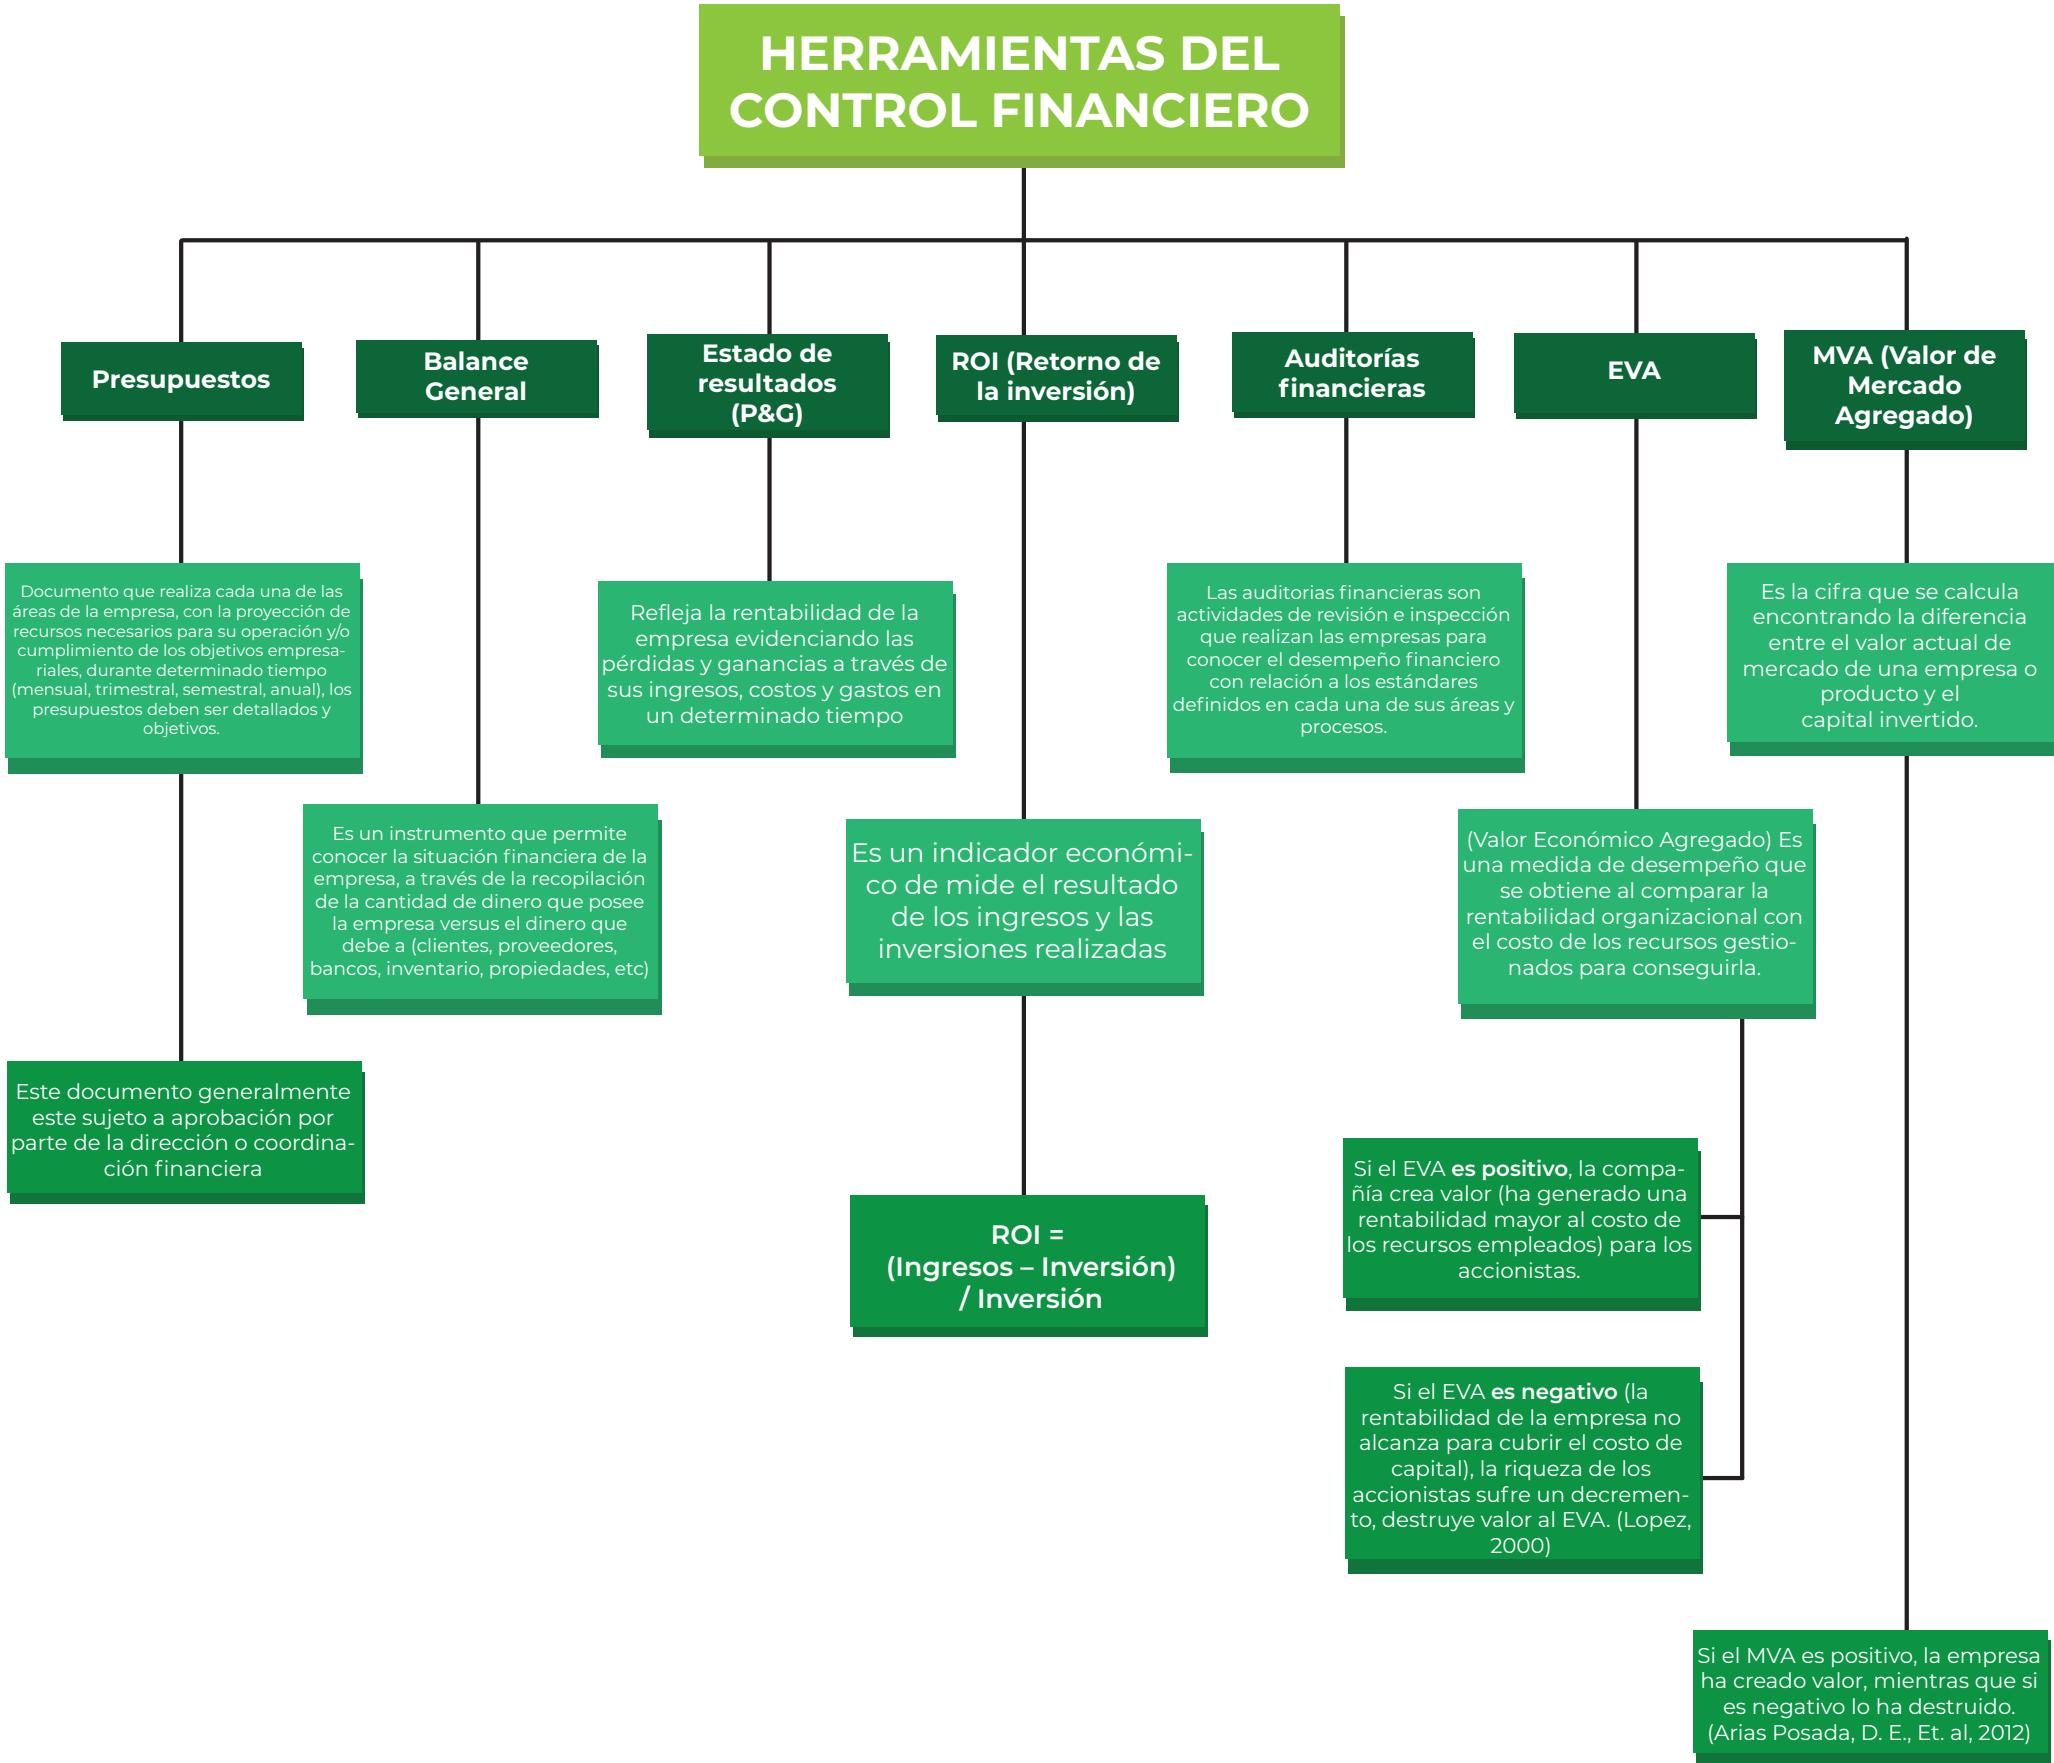 HERRAMIENTAS DEL
CONTROL FINANCIERO
Presupuestos
Balance
General
Estado de
resultados
(P&G)
ROI (Retorno de
la inversión)
Auditorías
financieras
EVA
MVA (Valor de
Mercado
Agregado)
Documento que realiza cada una de las
áreas de la empresa, con la proyección de
recursos necesarios para su operación y/o
cumplimiento de los objetivos empresa-
riales, durante determinado tiempo
(mensual, trimestral, semestral, anual), los
presupuestos deben ser detallados y
objetivos.
Refleja la rentabilidad de la
empresa evidenciando las
pérdidas y ganancias a través de
sus ingresos, costos y gastos en
un determinado tiempo
Las auditorias financieras son
actividades de revisión e inspección
que realizan las empresas para
conocer el desempeño financiero
con relación a los estándares
definidos en cada una de sus áreas y
procesos.
Es la cifra que se calcula
encontrando la diferencia
entre el valor actual de
mercado de una empresa o
producto y el
capital invertido.
Es un instrumento que permite
conocer la situación financiera de la
empresa, a través de la recopilación
de la cantidad de dinero que posee
la empresa versus el dinero que
debe a (clientes, proveedores,
bancos, inventario, propiedades, etc)
Es un indicador económi-
co de mide el resultado
de los ingresos y las
inversiones realizadas
(Valor Económico Agregado) Es
una medida de desempeño que
se obtiene al comparar la
rentabilidad organizacional con
el costo de los recursos gestio-
nados para conseguirla.
Este documento generalmente
este sujeto a aprobación por
parte de la dirección o coordina-
ción financiera
ROI =
(Ingresos – Inversión)
/ Inversión
Si el EVA es positivo, la compa-
ñía crea valor (ha generado una
rentabilidad mayor al costo de
los recursos empleados) para los
accionistas.
Si el EVA es negativo (la
rentabilidad de la empresa no
alcanza para cubrir el costo de
capital), la riqueza de los
accionistas sufre un decremen-
to, destruye valor al EVA. (Lopez,
2000)
Si el MVA es positivo, la empresa
ha creado valor, mientras que si
es negativo lo ha destruido.
(Arias Posada, D. E., Et. al, 2012)